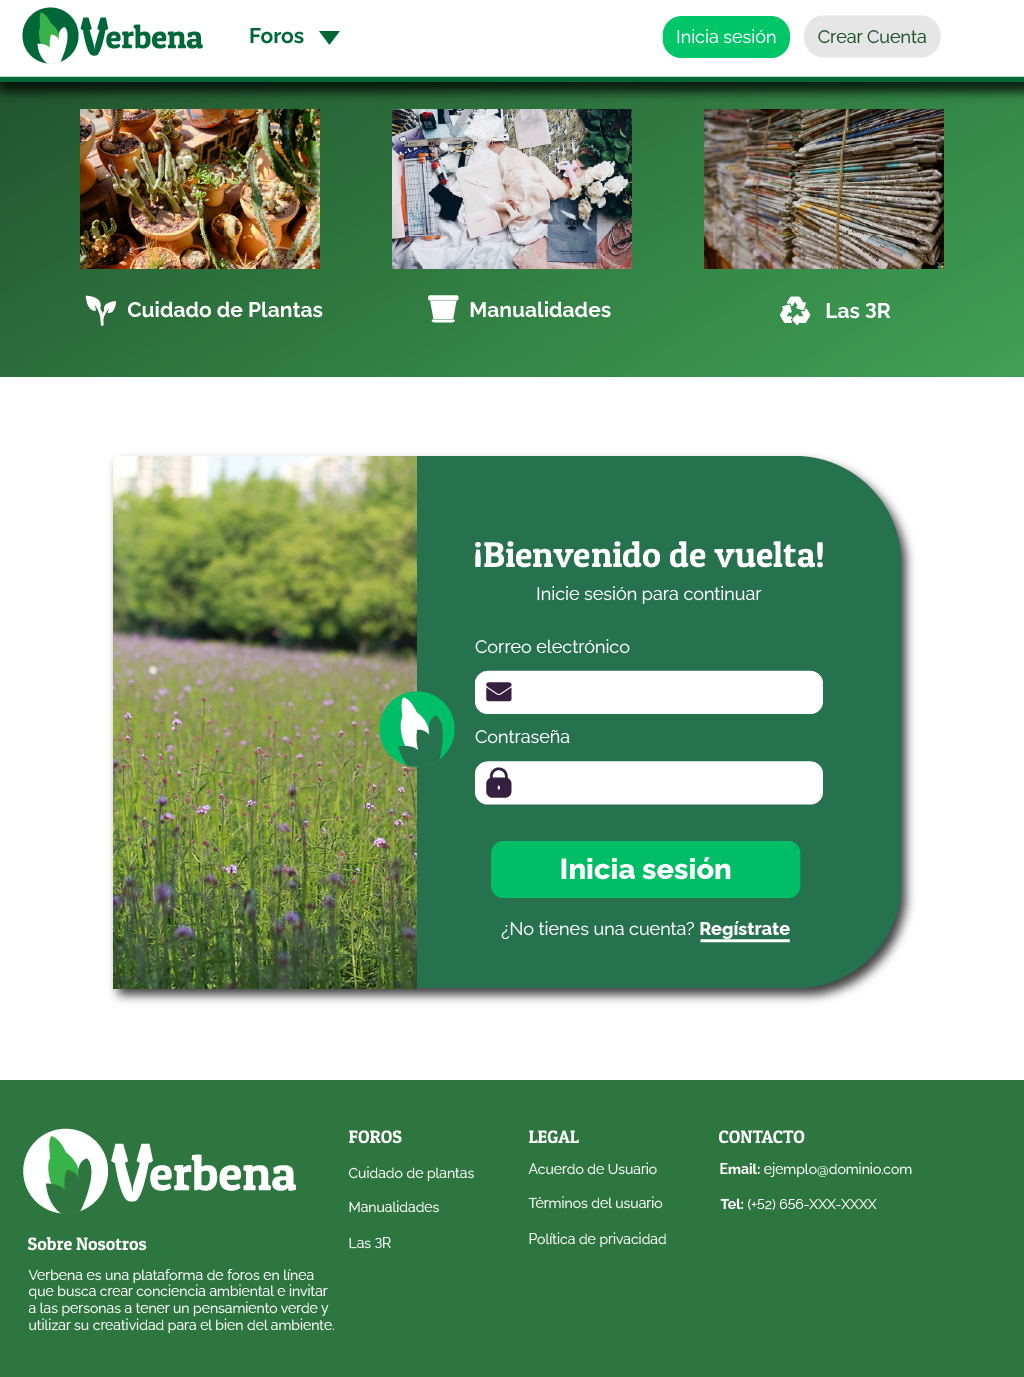 Verbena
Foros
Inicia sesión
Crear Cuenta
Cuidado de Plantas
Manualidades
Las 3R
¡Bienvenido de vuelta!
Inicie sesión para continuar
Correo electrónico
Contraseña
Inicia sesión
¿No tienes una cuenta? Regístrate
Verbena
Sobre Nosotros
Verbena es una plataforma de foros en línea
que busca crear conciencia ambiental e invitar
a las personas a tener un pensamiento verde y
utilizar su creatividad para el bien del ambiente.
FOROS
Cuidado de plantas
Manualidades
Las 3R
LEGAL
Acuerdo de Usuario
Términos del usuario
Política de privacidad
CONTACTO
Email: ejemplo@dominio.com
Tel: (+52) 656-XXX-XXXX